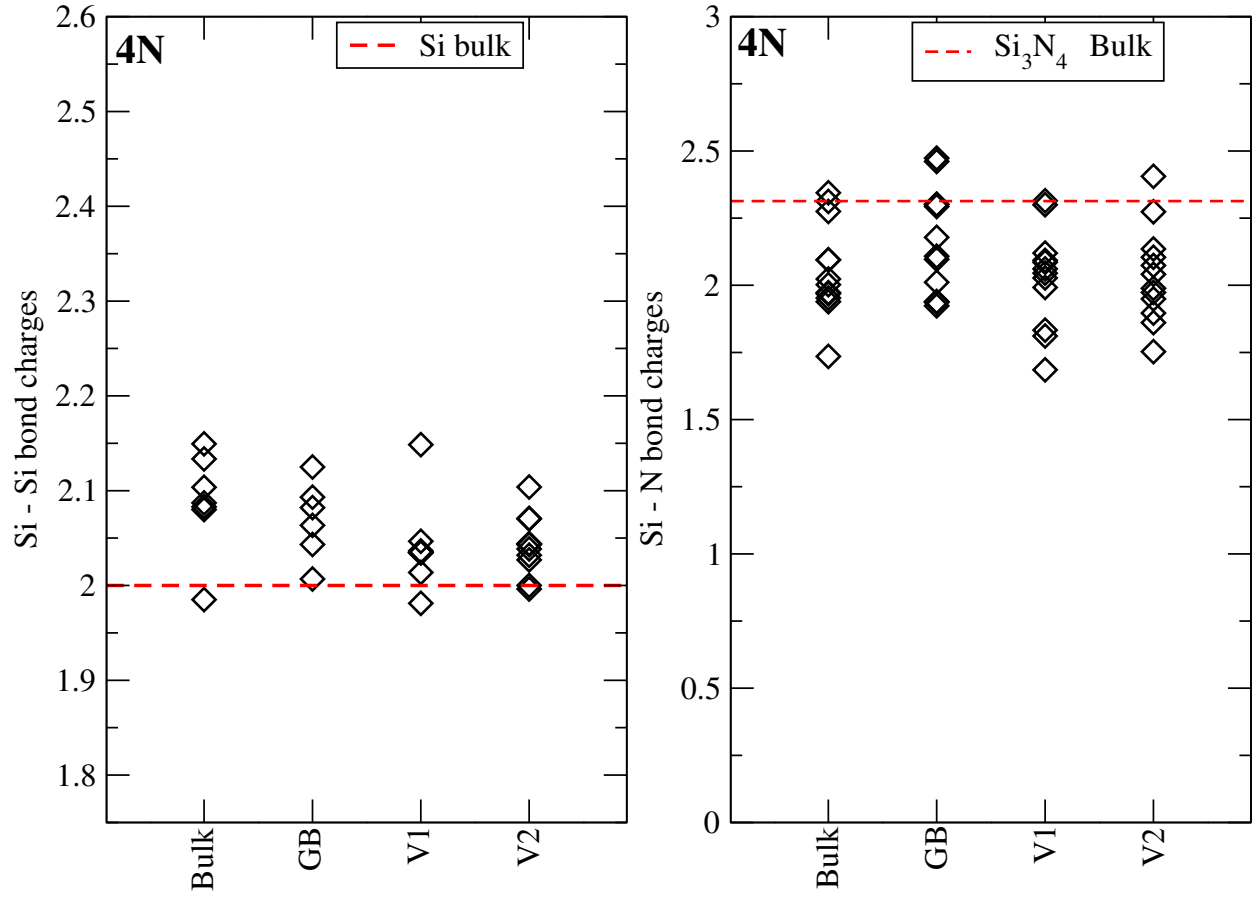 4N
Si bulk
2.6
2.5
2.4
2.3
2.2
2.1
2
1.9
1.8
Si - Si bond charges
Bulk
GB
V1
V2
4N
Si3N4 Bulk
3
2.5
2
1.5
1
0.5
0
Si - N bond charges
Bulk
GB
V1
V2